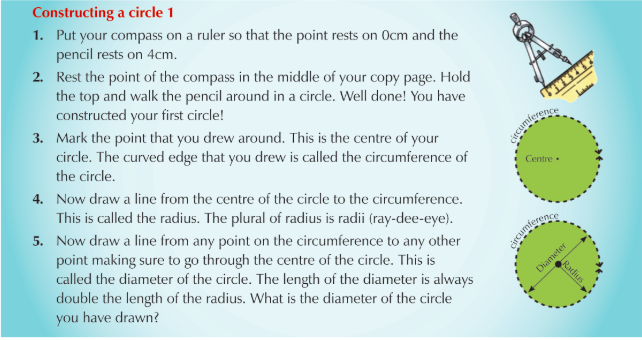 Constructing a circle 1
1. Put your compass on a ruler so that the point rests on 0cm and the
pencil rests on 4cm.
2. Rest the point of the compass in the middle of your copy page. Hold
the top and walk the pencil around in a circle. Well done! You have
constructed your first circle!
3. Mark the point that you drew around. This is the centre of your
circle. The curved edge that you drew is called the circumference of
the circle.
4. Now draw a line from the centre of the circle to the circumference.
This is called the radius. The plural of radius is radii (ray-dee-eye).
5. Now draw a line from any point on the circumference to any other
point making sure to go through the centre of the circle. This is
called the diameter of the circle. The length of the diameter is always
double the length of the radius. What is the diameter of the circle
you have drawn?
circumference
Centre
circumference
Diameter
Radius